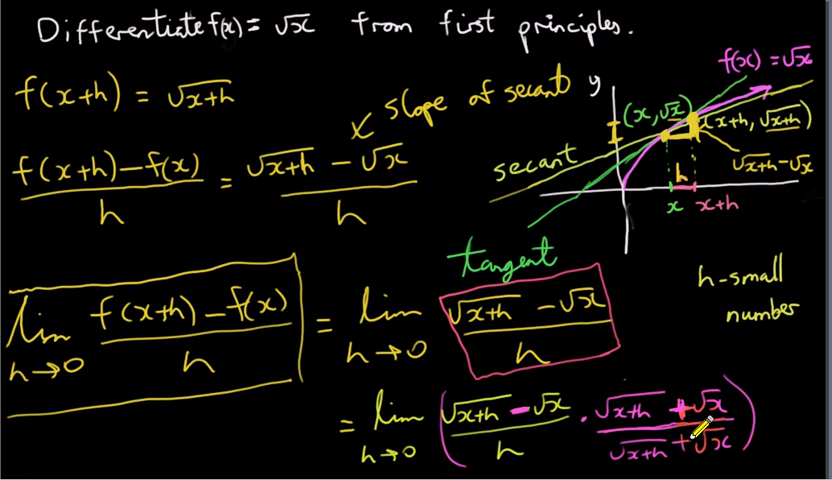 Differentiate f(x) = √x from first principles.
f(x+h) = √x+h
slope of secant
(f(x+h) – f(x))/h = (√x+h – √x)/h
y
f(x) = √x
(x, √x)
(x+h, √x+h)
secant
h
√x+h – √x
x
x+h
tangent
h-small
number
lim h→0 (f(x+h) – f(x))/h = lim h→0 (√x+h – √x)/h
= lim h→0 ((√x+h – √x)/h · (√x+h + √x)/(√x+h + √x))